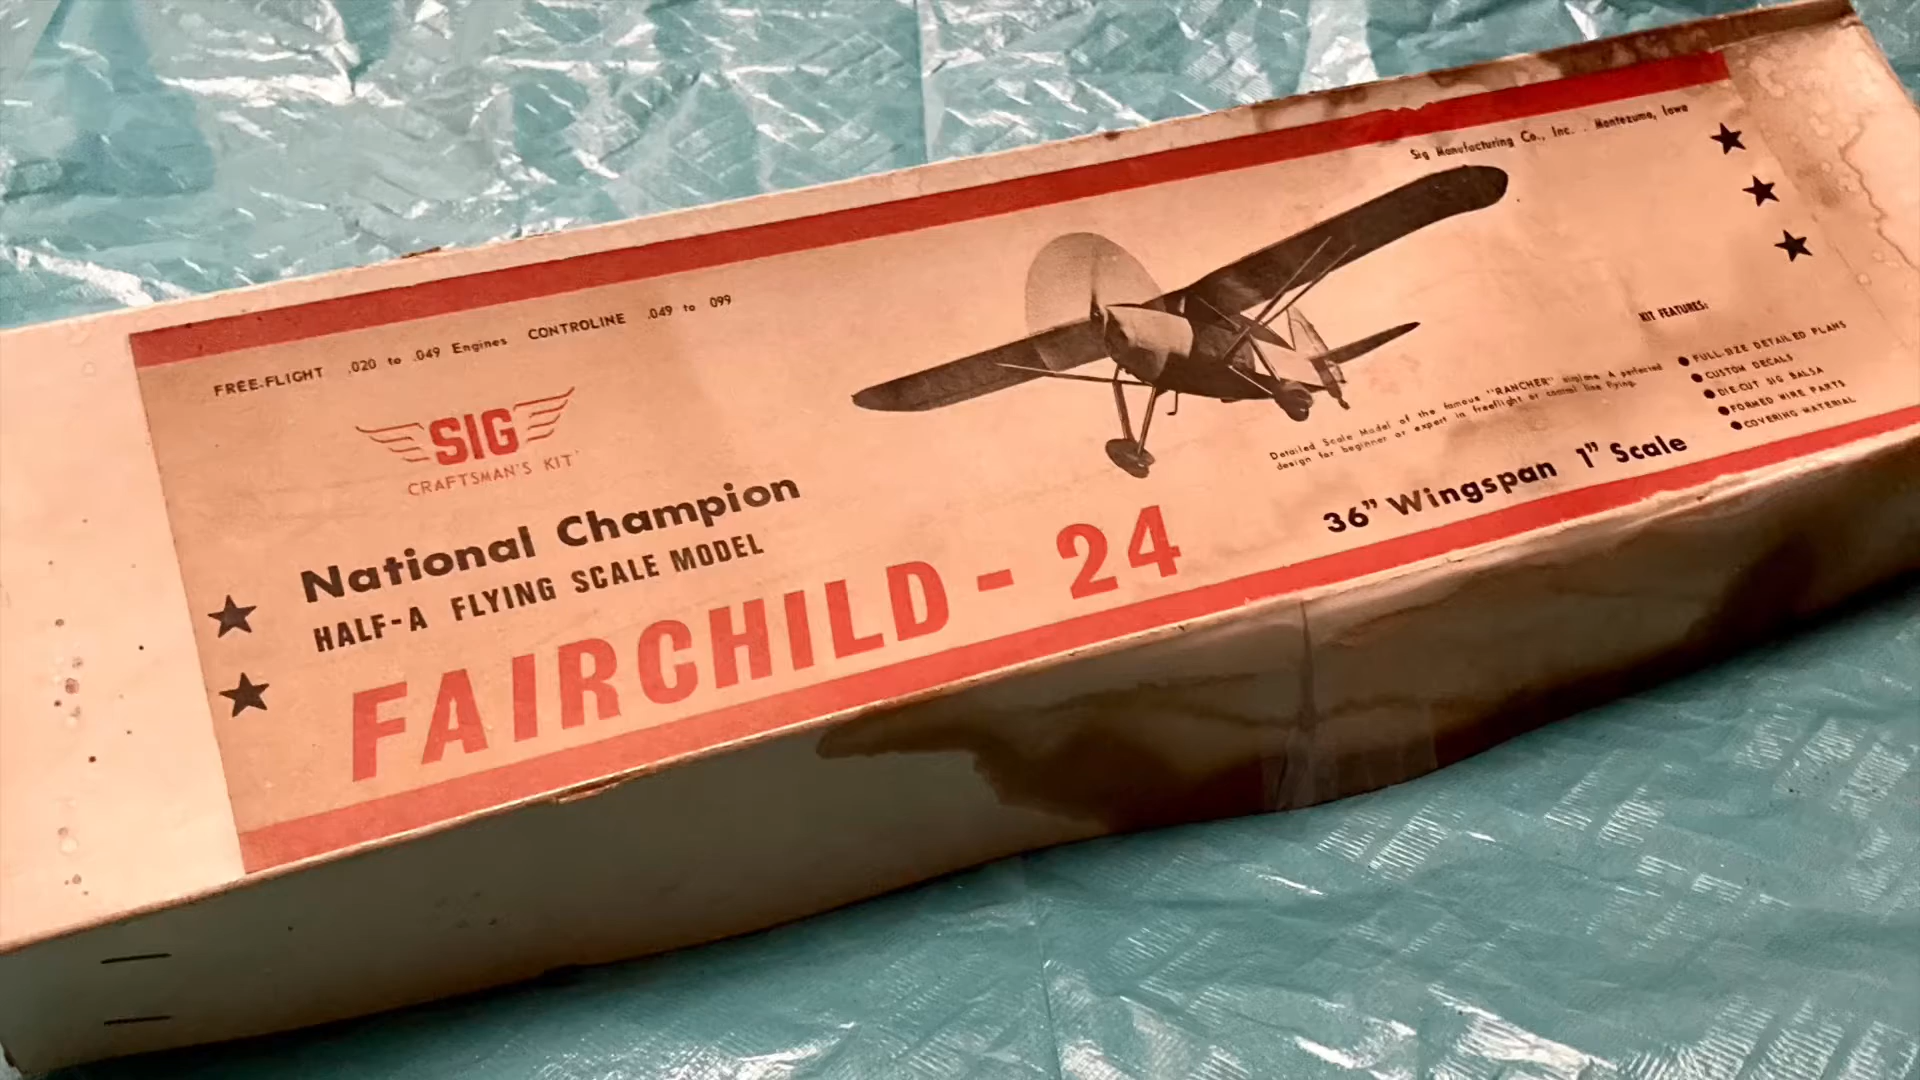 Sig Manufacturing Co., Inc. . Montezuma, Iowa
FREE-FLIGHT .020 to .049 Engines CONTROLINE .049 to 099
SIG
CRAFTSMAN'S KIT
National Champion
HALF-A FLYING SCALE MODEL
FAIRCHILD - 24
Detailed Scale Model of the famous "RANCHER" airplane. A perfected
design for beginner or expert in freeflight or control line flying.
36" Wingspan 1" Scale
KIT FEATURES:
● FULL-SIZE DETAILED PLANS
● CUSTOM DECALS
● DIE-CUT SIG BALSA
● FORMED WIRE PARTS
● COVERING MATERIAL